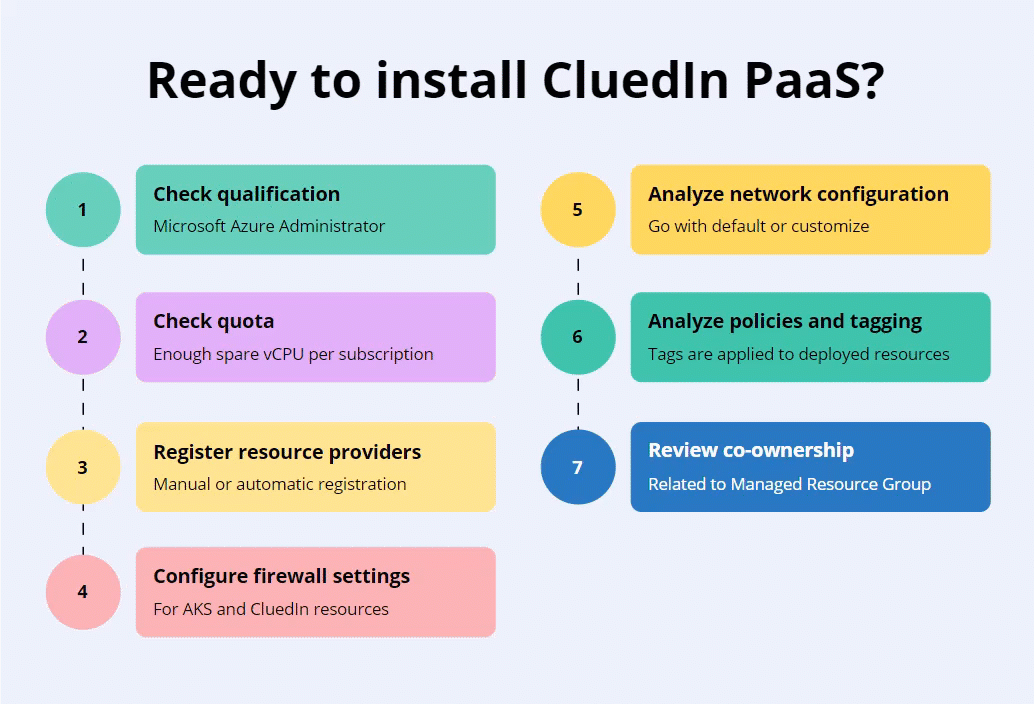 Ready to install CluedIn PaaS?
1
Check qualification
Microsoft Azure Administrator
2
Check quota
Enough spare vCPU per subscription
3
Register resource providers
Manual or automatic registration
4
Configure firewall settings
For AKS and CluedIn resources
5
Analyze network configuration
Go with default or customize
6
Analyze policies and tagging
Tags are applied to deployed resources
7
Review co-ownership
Related to Managed Resource Group